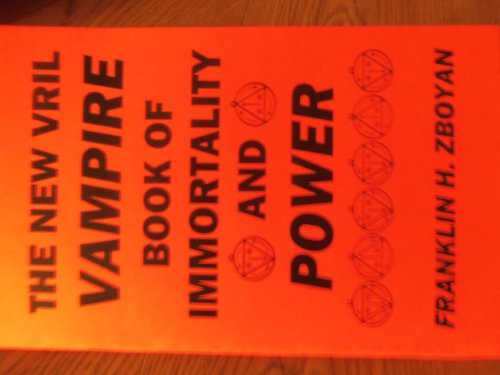 THE NEW VRIL
VAMPIRE
BOOK OF
IMMORTALITY
AND
POWER
FRANKLIN H. ZBOYAN